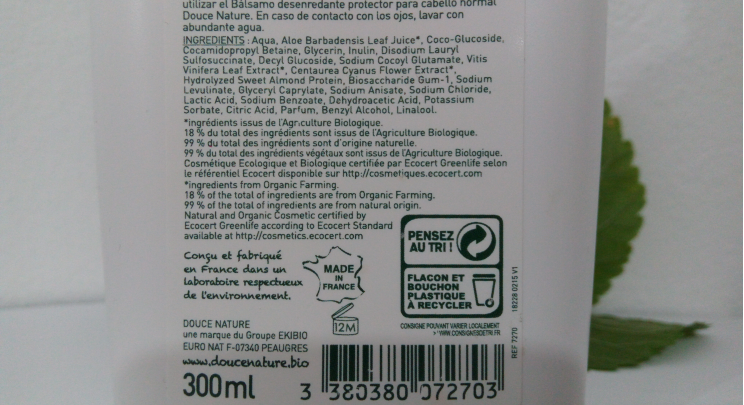 utilizar el Bálsamo desenredante protector para cabello normal
Douce Nature. En caso de contacto con los ojos, lavar con
abundante agua.
INGREDIENTS : Aqua, Aloe Barbadensis Leaf Juice*, Coco-Glucoside,
Cocamidopropyl Betaine, Glycerin, Inulin, Disodium Lauryl
Sulfosuccinate, Decyl Glucoside, Sodium Cocoyl Glutamate, Vitis
Vinifera Leaf Extract*, Centaurea Cyanus Flower Extract*,
Hydrolyzed Sweet Almond Protein, Biosaccharide Gum-1, Sodium
Levulinate, Glyceryl Caprylate, Sodium Anisate, Sodium Chloride,
Lactic Acid, Sodium Benzoate, Dehydroacetic Acid, Potassium
Sorbate, Citric Acid, Parfum, Benzyl Alcohol, Linalool.
*ingrédients issus de l'Agriculture Biologique.
18 % du total des ingrédients sont issus de l'Agriculture Biologique.
99 % du total des ingrédients sont d'origine naturelle.
99 % du total des ingrédients végétaux sont issus de l'Agriculture Biologique.
Cosmétique Ecologique et Biologique certifiée par Ecocert Greenlife selon
le référentiel Ecocert disponible sur http://cosmetiques.ecocert.com
*ingredients from Organic Farming.
18 % of the total of ingredients are from Organic Farming.
99 % of the total of ingredients are from natural origin.
Natural and Organic Cosmetic certified by
Ecocert Greenlife according to Ecocert Standard
available at http://cosmetics.ecocert.com
Conçu et fabriqué
en France dans un
laboratoire respectueux
de l'environnement.
MADE
IN
FRANCE
PENSEZ
AU TRI !
FLACON ET
BOUCHON
PLASTIQUE
À RECYCLER
CONSIGNE POUVANT VARIER LOCALEMENT
> WWW.CONSIGNESDETRI.FR
12M
REF 7270 18228 0215 V1
DOUCE NATURE
une marque du Groupe EKIBIO
EURO NAT F-07340 PEAUGRES
www.doucenature.bio
300ml
3 380380 072703